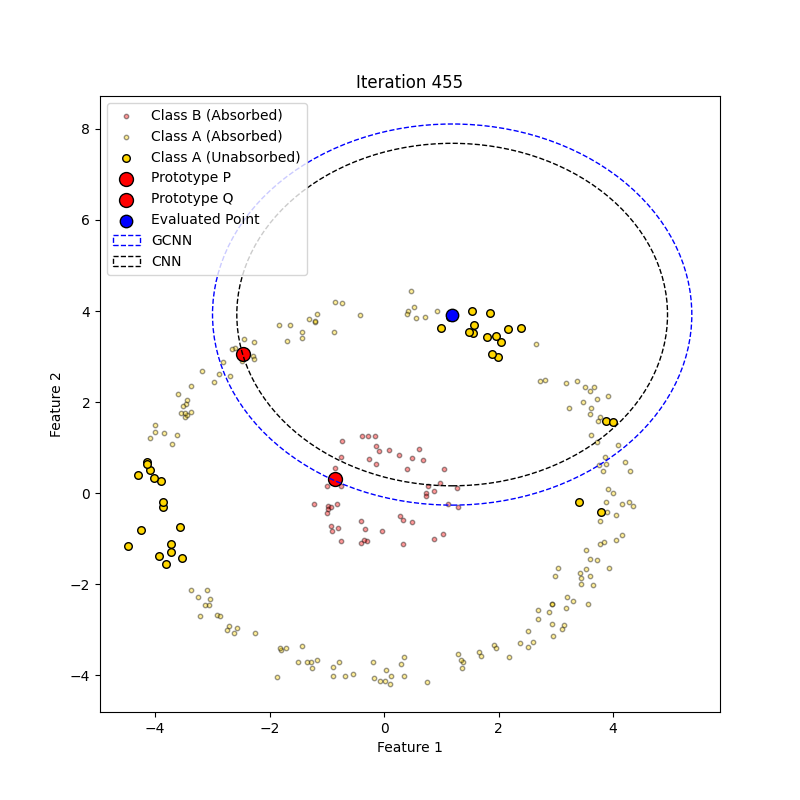 Iteration 455
Class B (Absorbed)
Class A (Absorbed)
Class A (Unabsorbed)
Prototype P
Prototype Q
Evaluated Point
GCNN
CNN
8
6
4
2
0
−2
−4
Feature 2
−4
−2
0
2
4
Feature 1